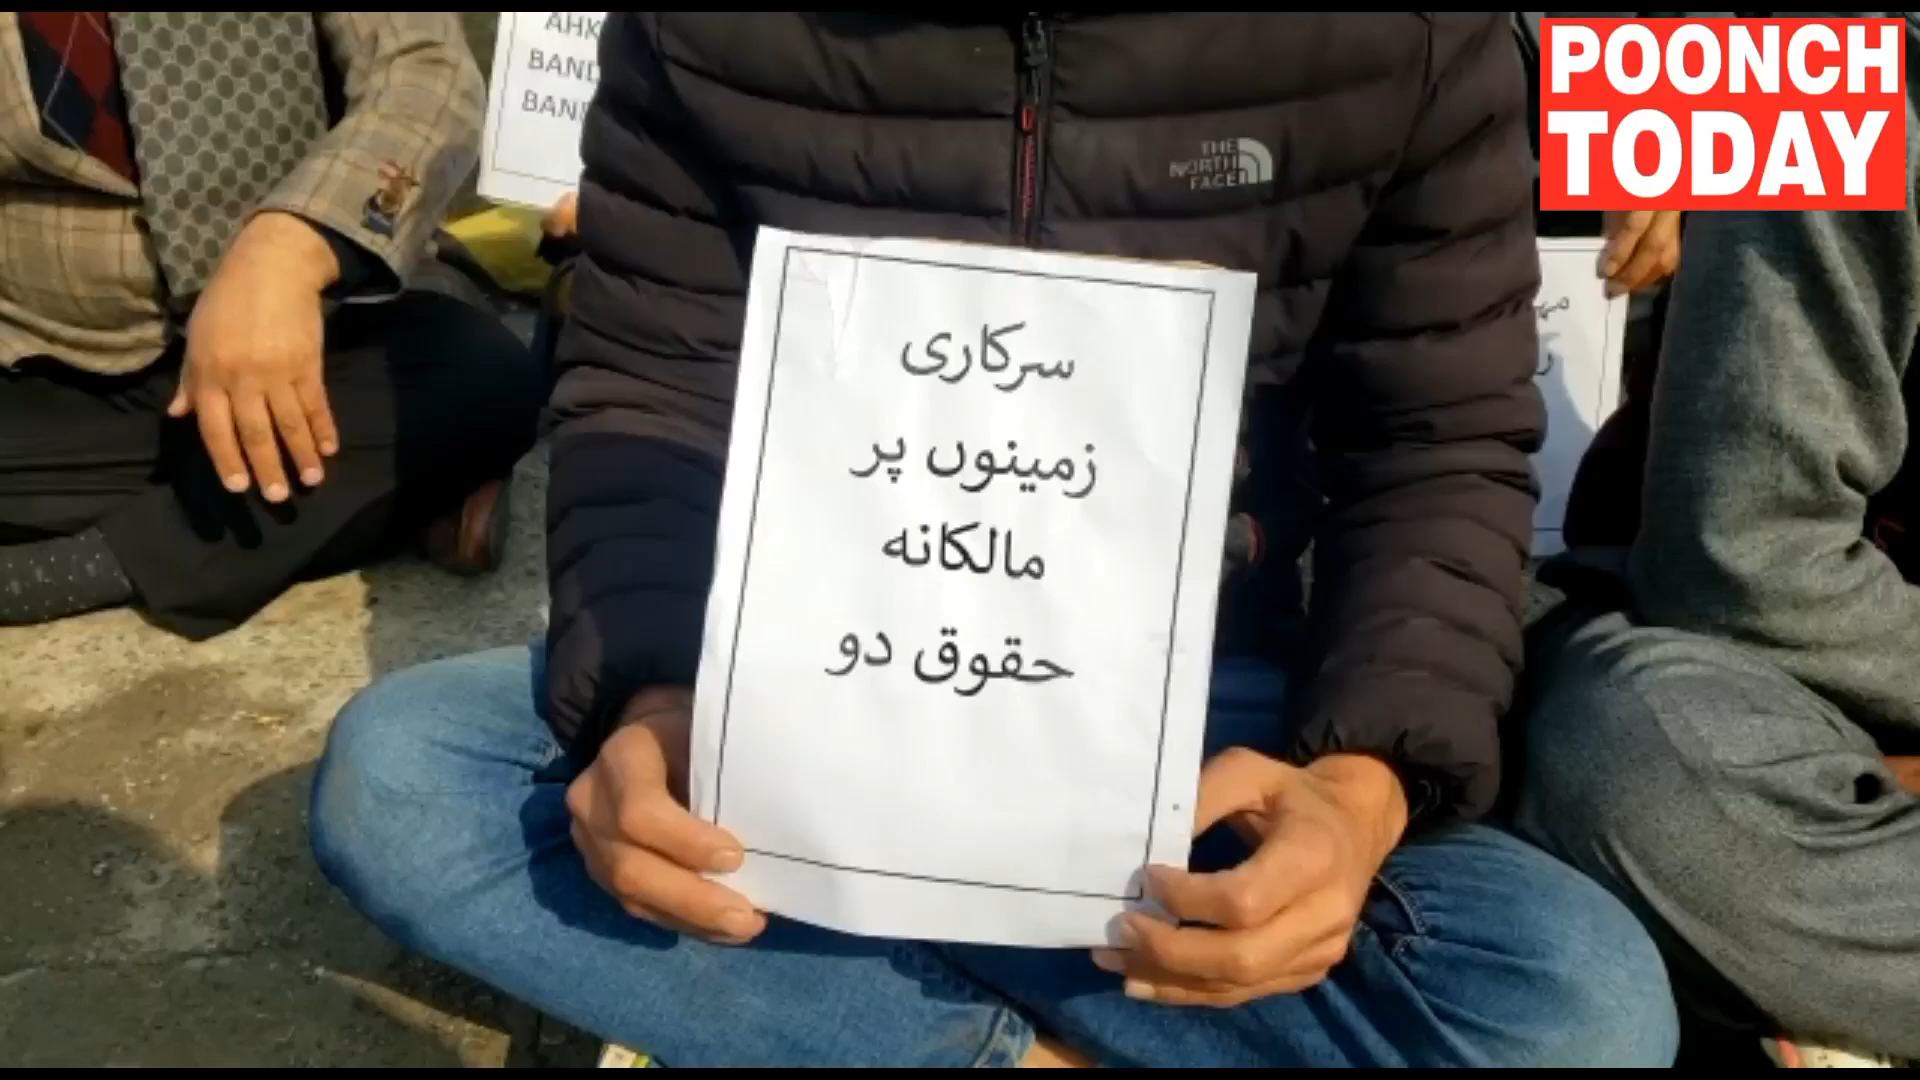 POONCH
TODAY
THE
NORTH
FACE
سرکاری
زمینوں پر
مالکانہ
حقوق دو